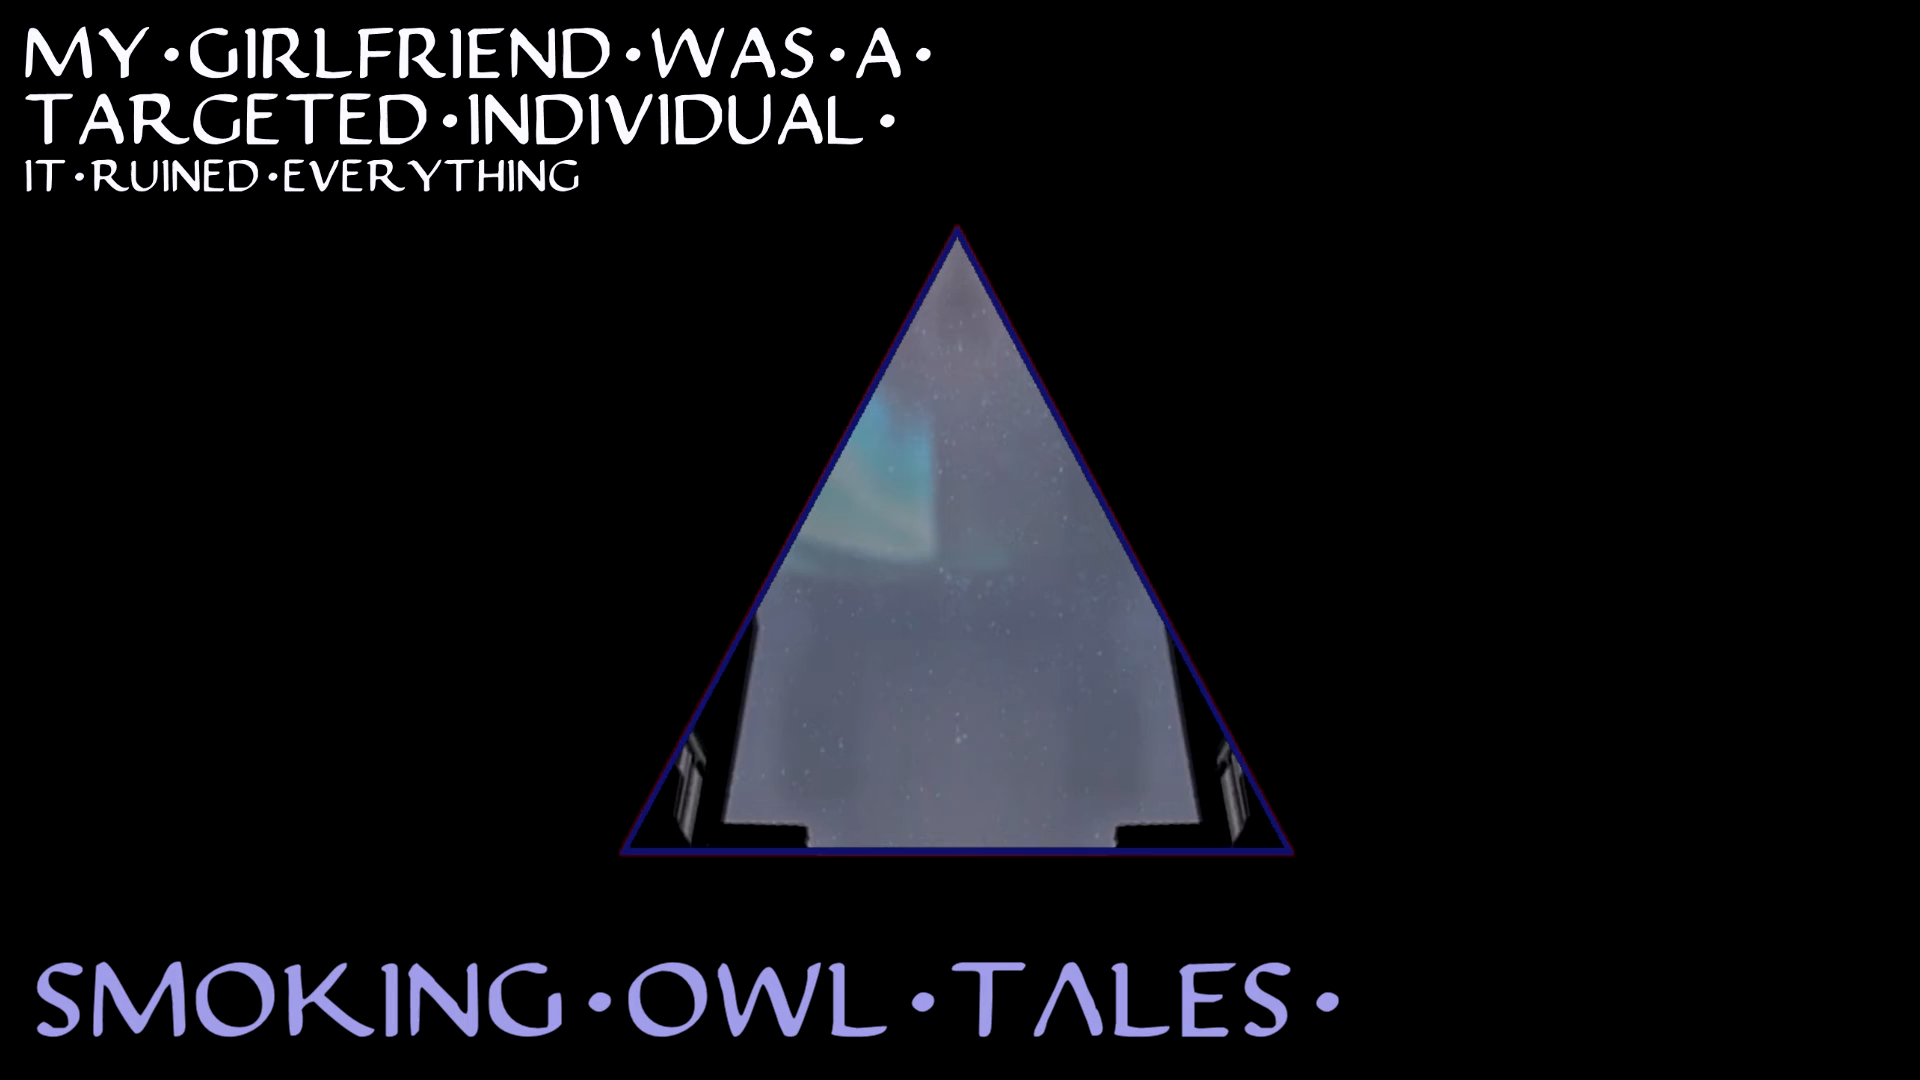 MY•GIRLFRIEND•WAS•A•
TARGETED•INDIVIDUAL•
IT•RUINED•EVERYTHING
SMOKING•OWL•TALES•